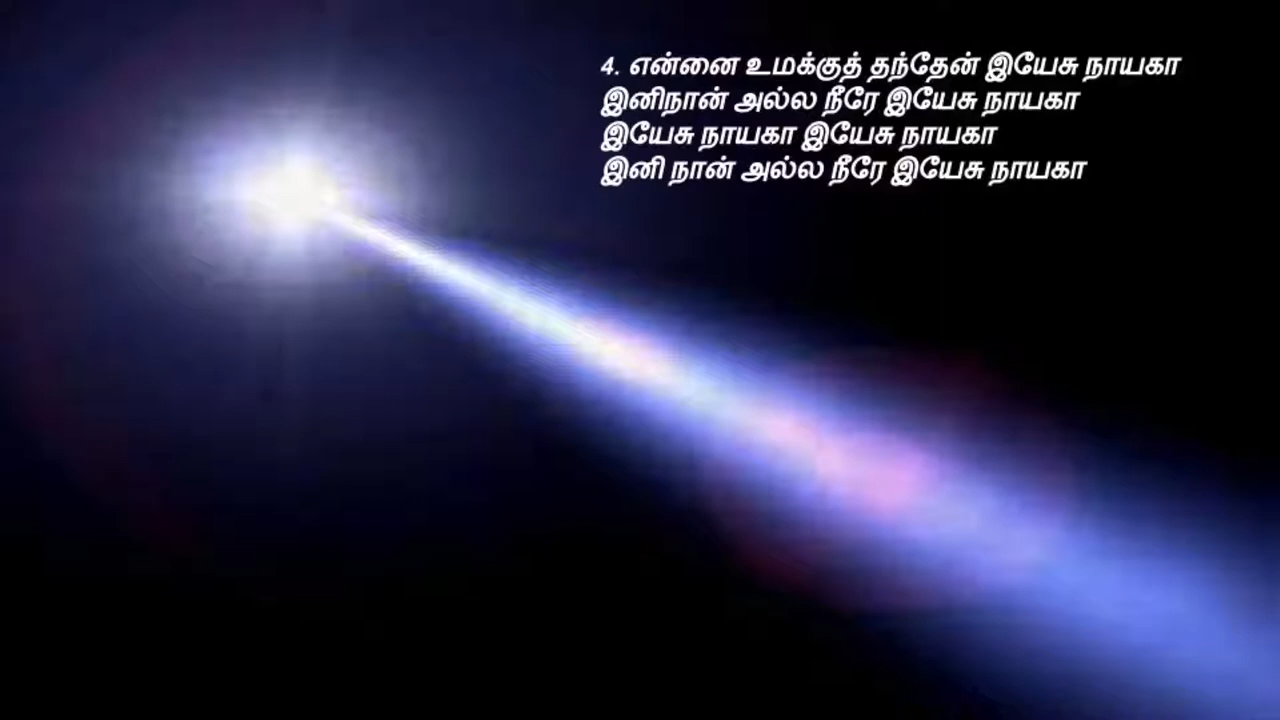 4. என்னை உமக்குத் தந்தேன் இயேசு நாயகா
இனிநான் அல்ல நீரே இயேசு நாயகா
இயேசு நாயகா இயேசு நாயகா
இனி நான் அல்ல நீரே இயேசு நாயகா